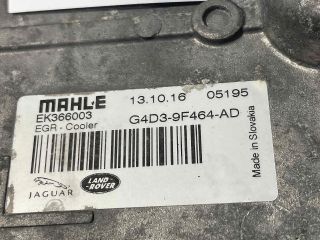 MAHLE
13.10.16 05195
EK366003
EGR - Cooler
G4D3-9F464-AD
Made in Slovakia
JAGUAR
LAND-
ROVER